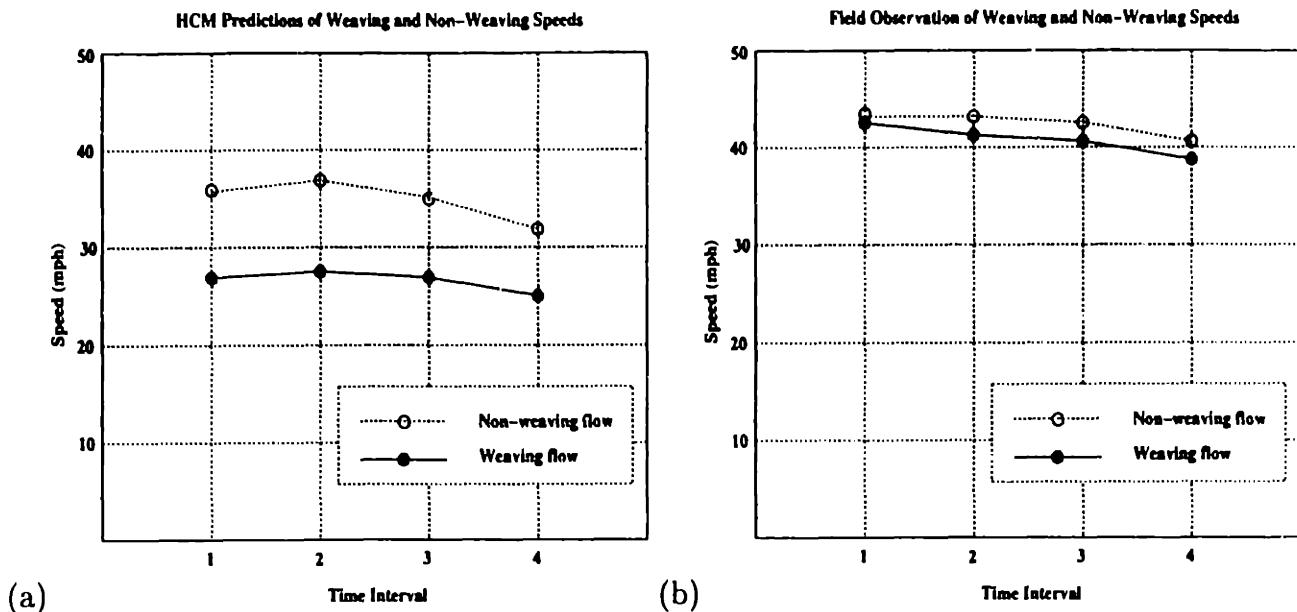 HCM Predictions of Weaving and Non-Weaving Speeds
50
40
30
20
10
Speed (mph)
Non-weaving flow
Weaving flow
1 2 3 4
Time Interval
(a)
Field Observation of Weaving and Non-Weaving Speeds
50
40
30
20
10
Speed (mph)
Non-weaving flow
Weaving flow
1 2 3 4
Time Interval
(b)